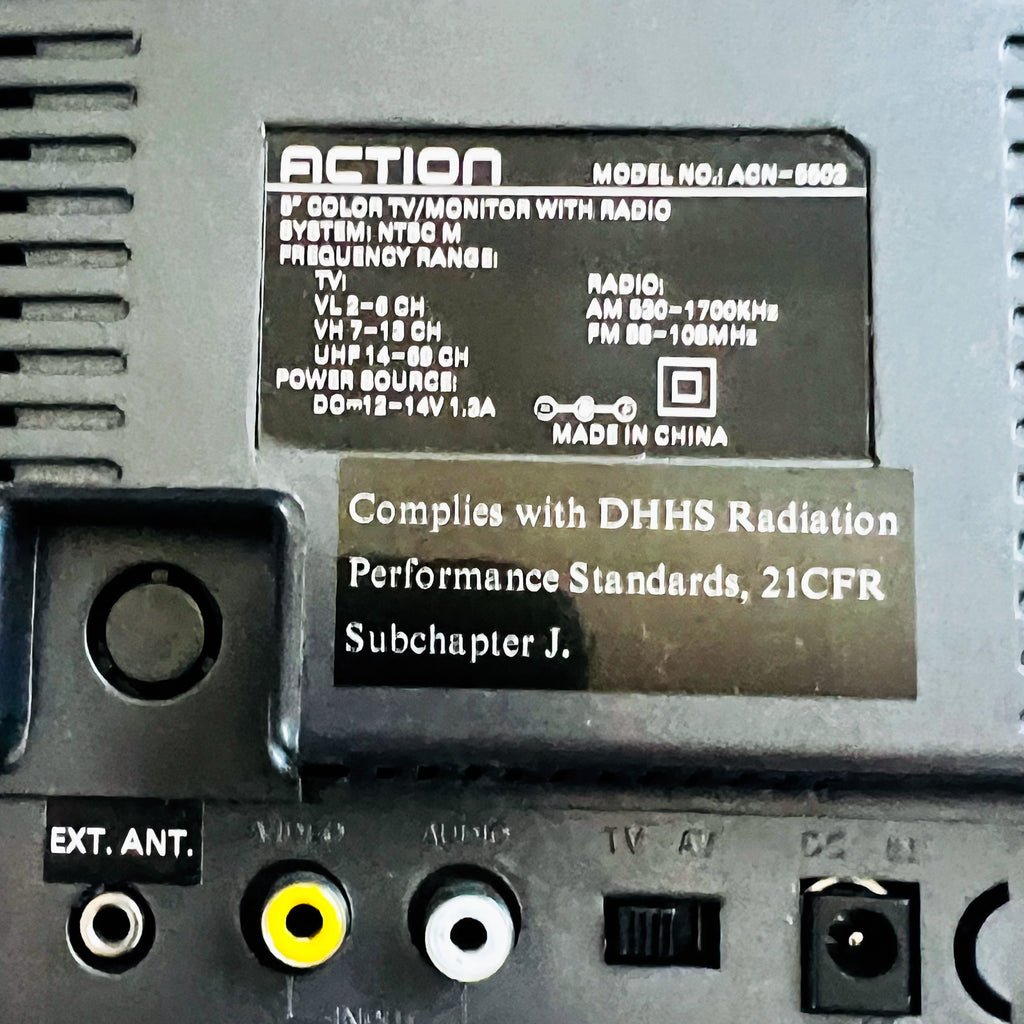 ACTION MODEL NO.: ACN-5503
5" COLOR TV/MONITOR WITH RADIO
SYSTEM: NTSC M
FREQUENCY RANGE:
TV: RADIO:
VL 2-6 CH AM 530-1700KHz
VH 7-13 CH FM 88-108MHz
UHF 14-69 CH
POWER SOURCE:
DC 12-14V
MADE IN CHINA
Complies with DHHS Radiation
Performance Standards, 21CFR
Subchapter J.
EXT. ANT. VIDEO AUDIO TV AV DC IN
INPUT